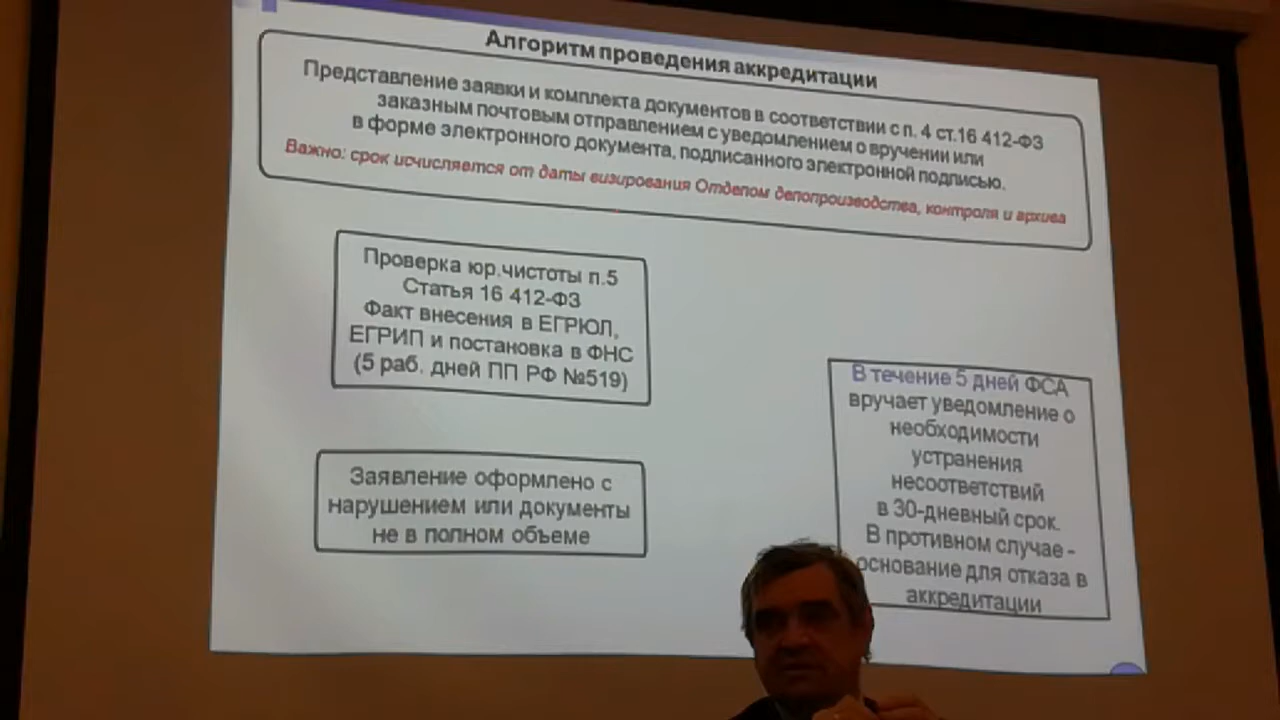 Алгоритм проведения аккредитации
Представление заявки и комплекта документов в соответствии с п. 4 ст.16 412-ФЗ
заказным почтовым отправлением с уведомлением о вручении или
в форме электронного документа, подписанного электронной подписью.
Важно: срок исчисляется от даты визирования Отделом делопроизводства, контроля и архива
Проверка юр.чистоты п.5
Статья 16 412-ФЗ
Факт внесения в ЕГРЮЛ,
ЕГРИП и постановка в ФНС
(5 раб. дней ПП РФ №519)
Заявление оформлено с
нарушением или документы
не в полном объеме
В течение 5 дней ФСА
вручает уведомление о
необходимости
устранения
несоответствий
в 30-дневный срок.
В противном случае -
основание для отказа в
аккредитации